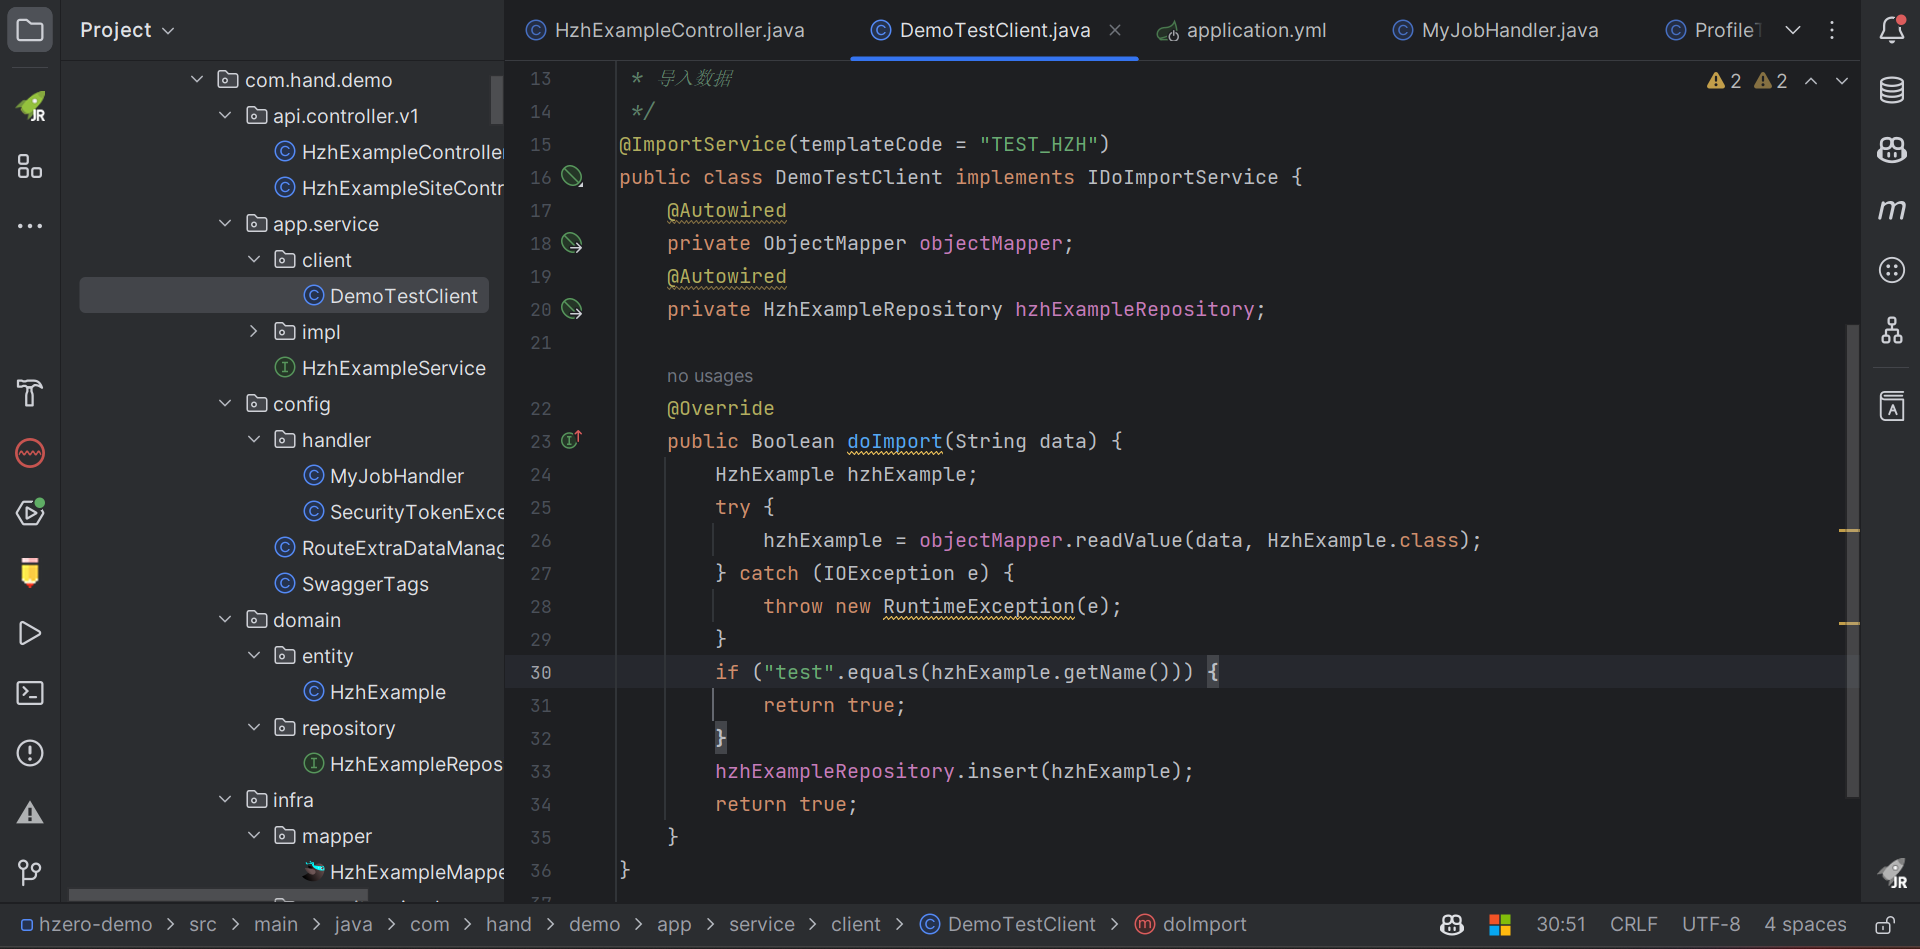 Project
HzhExampleController.java
DemoTestClient.java
application.yml
MyJobHandler.java
ProfileT
com.hand.demo
api.controller.v1
HzhExampleController
HzhExampleSiteContr
app.service
client
DemoTestClient
impl
HzhExampleService
config
handler
MyJobHandler
SecurityTokenExce
RouteExtraDataManag
SwaggerTags
domain
entity
HzhExample
repository
HzhExampleRepos
infra
mapper
HzhExampleMappe
2 2
13 * 导入数据
14 */
15 @ImportService(templateCode = "TEST_HZH")
16 public class DemoTestClient implements IDoImportService {
17 @Autowired
18 private ObjectMapper objectMapper;
19 @Autowired
20 private HzhExampleRepository hzhExampleRepository;
21
no usages
22 @Override
23 public Boolean doImport(String data) {
24 HzhExample hzhExample;
25 try {
26 hzhExample = objectMapper.readValue(data, HzhExample.class);
27 } catch (IOException e) {
28 throw new RuntimeException(e);
29 }
30 if ("test".equals(hzhExample.getName())) {
31 return true;
32 }
33 hzhExampleRepository.insert(hzhExample);
34 return true;
35 }
36 }
JR
m
A
JR
hzero-demo > src > main > java > com > hand > demo > app > service > client > DemoTestClient > doImport
30:51 CRLF UTF-8 4 spaces